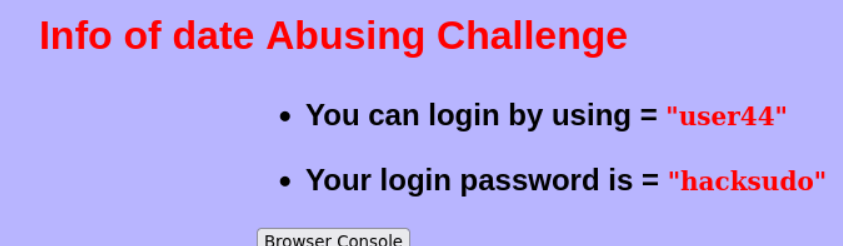 Info of date Abusing Challenge
You can login by using = "user44"
Your login password is = "hacksudo"
Browser Console